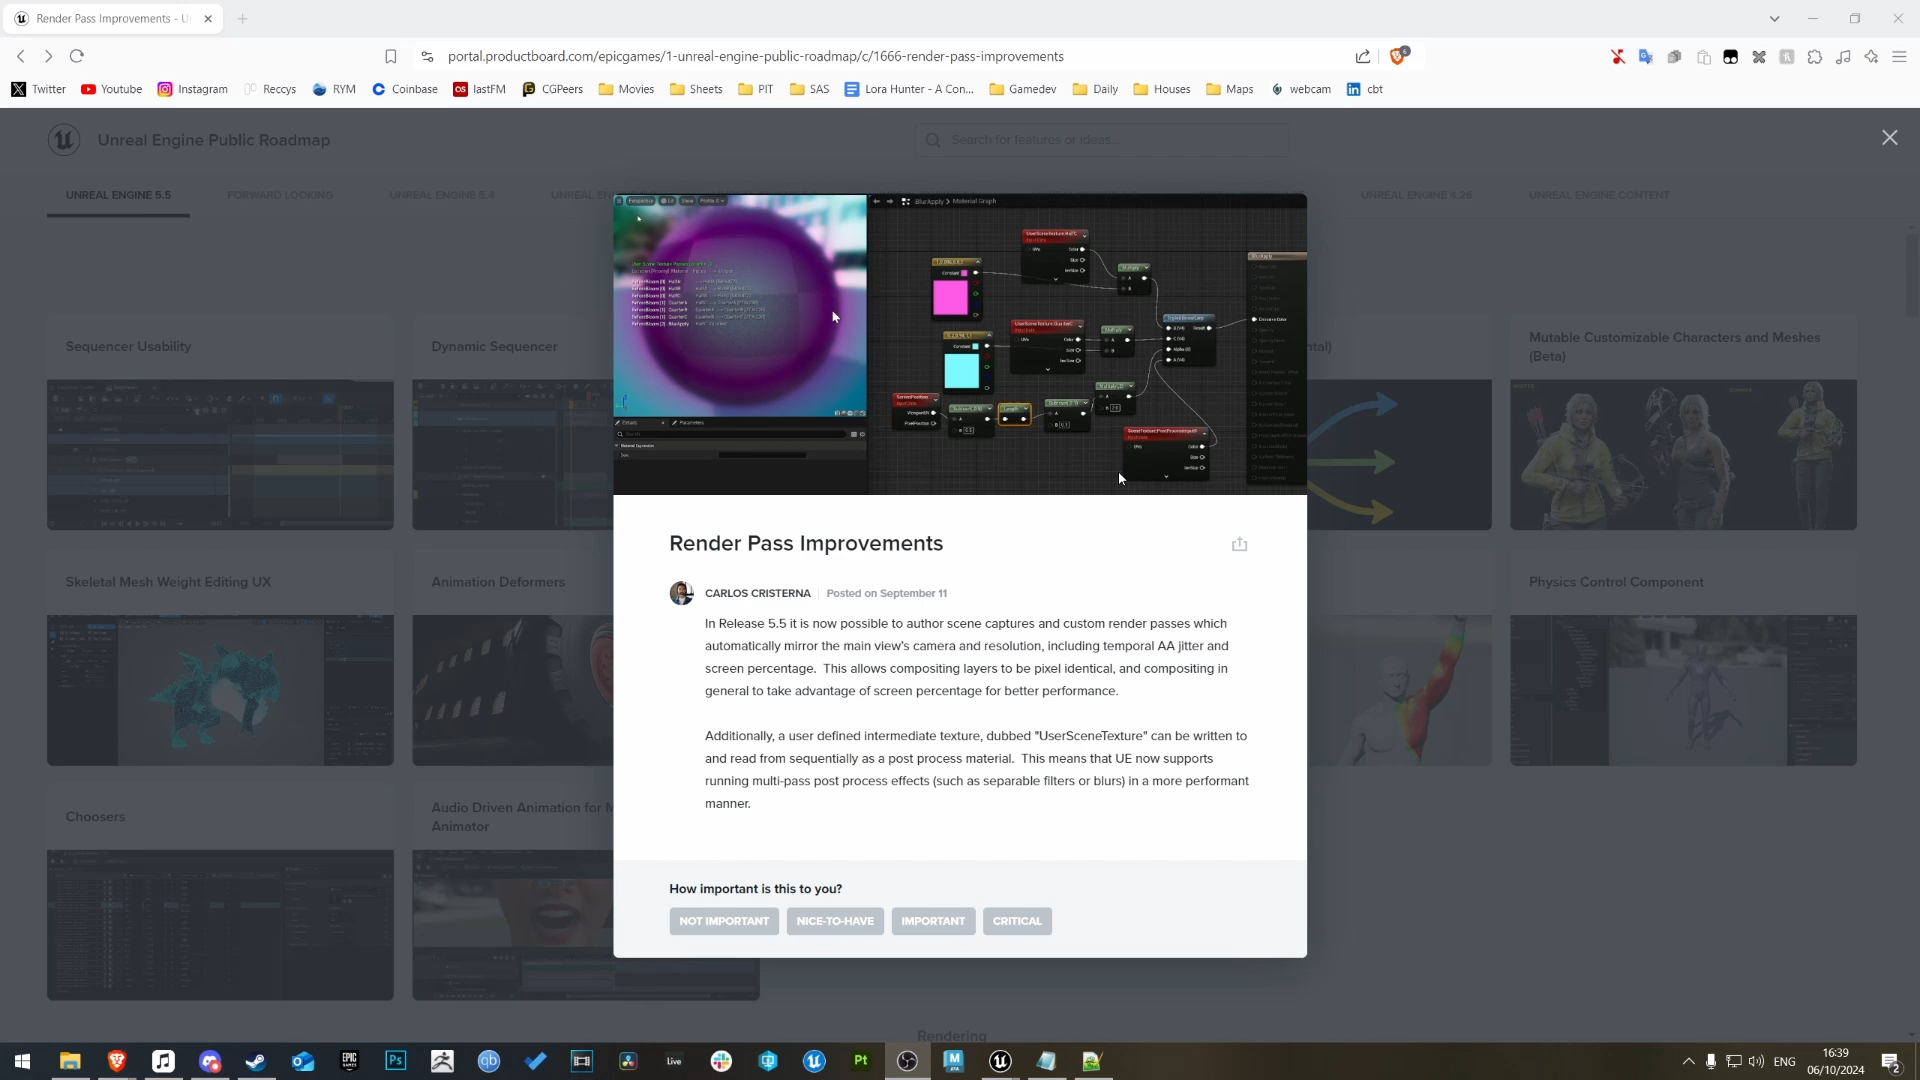 Render Pass Improvements - U
portal.productboard.com/epicgames/1-unreal-engine-public-roadmap/c/1666-render-pass-improvements
6
Twitter
Youtube
Instagram
Reccys
RYM
Coinbase
lastFM
CGPeers
Movies
Sheets
PIT
SAS
Lora Hunter - A Con...
Gamedev
Daily
Houses
Maps
webcam
cbt
Unreal Engine Public Roadmap
Search for features or ideas...
UNREAL ENGINE 5.5
FORWARD LOOKING
UNREAL ENGINE 5.4
UNREAL ENGINE 4.26
UNREAL ENGINE CONTENT
BlurApply > Material Graph
Sequencer Usability
Dynamic Sequencer
Mutable Customizable Characters and Meshes
(Beta)
Skeletal Mesh Weight Editing UX
Animation Deformers
Physics Control Component
Choosers
Audio Driven Animation for M
Animator
Render Pass Improvements
CARLOS CRISTERNA
Posted on September 11
In Release 5.5 it is now possible to author scene captures and custom render passes which
automatically mirror the main view's camera and resolution, including temporal AA jitter and
screen percentage. This allows compositing layers to be pixel identical, and compositing in
general to take advantage of screen percentage for better performance.
Additionally, a user defined intermediate texture, dubbed "UserSceneTexture" can be written to
and read from sequentially as a post process material. This means that UE now supports
running multi-pass post process effects (such as separable filters or blurs) in a more performant
manner.
How important is this to you?
NOT IMPORTANT
NICE-TO-HAVE
IMPORTANT
CRITICAL
Rendering
EPIC GAMES
Ps
qb
Live
Pt
M
ENG
16:39
06/10/2024
2